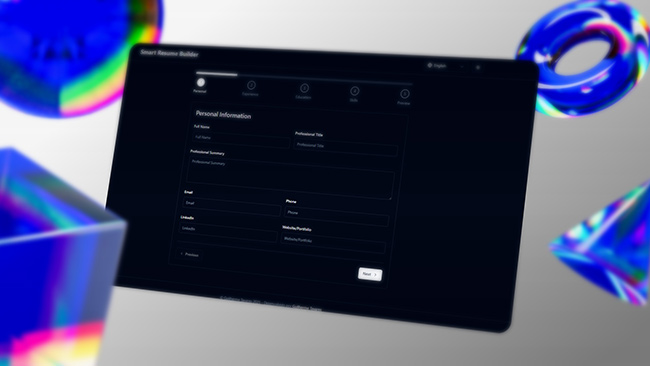 Smart Resume Builder
English
Personal
Experience
Education
Skills
Preview
Personal Information
Full Name
Full Name
Professional Title
Professional Title
Professional Summary
Professional Summary
Email
Email
Phone
Phone
LinkedIn
LinkedIn
Website/Portfolio
Website/Portfolio
Previous
Next